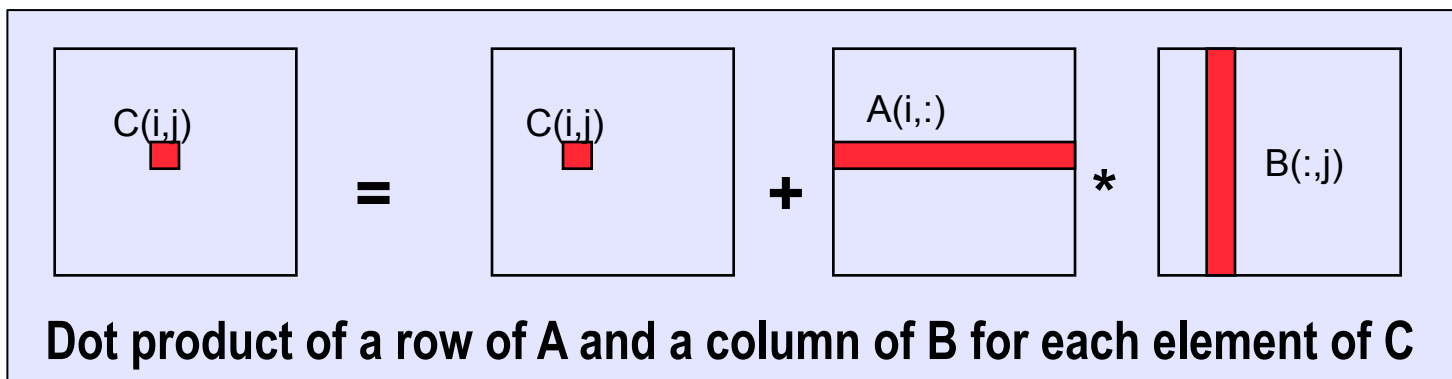 C(i,j) C(i,j) A(i,:)
= + * B(:,j)
Dot product of a row of A and a column of B for each element of C